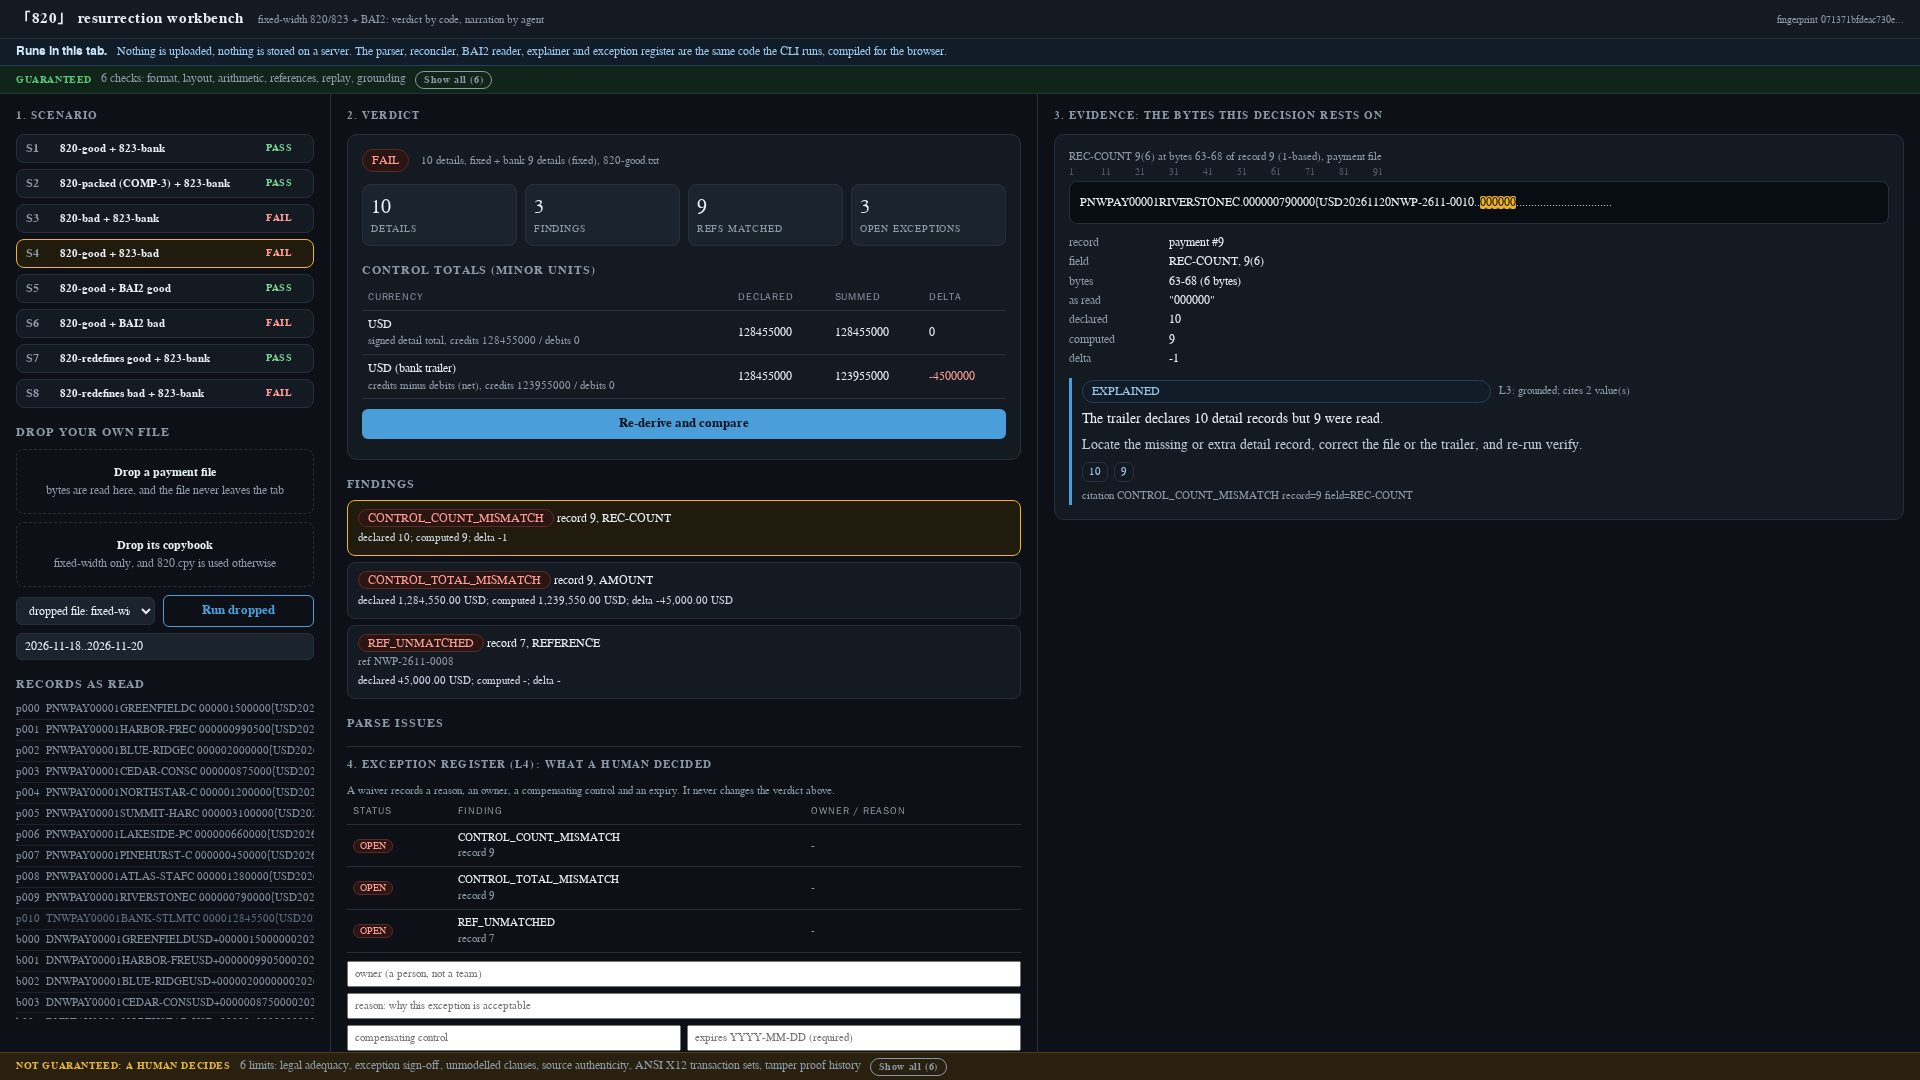 「820」 resurrection workbench
fixed-width 820/823 + BAI2: verdict by code, narration by agent
fingerprint 071371bfdeac730e...
Runs in this tab. Nothing is uploaded, nothing is stored on a server. The parser, reconciler, BAI2 reader, explainer and exception register are the same code the CLI runs, compiled for the browser.
GUARANTEED 6 checks: format, layout, arithmetic, references, replay, grounding Show all (6)
1. SCENARIO
S1 820-good + 823-bank PASS
S2 820-packed (COMP-3) + 823-bank PASS
S3 820-bad + 823-bank FAIL
S4 820-good + 823-bad FAIL
S5 820-good + BAI2 good PASS
S6 820-good + BAI2 bad FAIL
S7 820-redefines good + 823-bank PASS
S8 820-redefines bad + 823-bank FAIL
DROP YOUR OWN FILE
Drop a payment file
bytes are read here, and the file never leaves the tab
Drop its copybook
fixed-width only, and 820.cpy is used otherwise
dropped file: fixed-wi
Run dropped
2026-11-18..2026-11-20
RECORDS AS READ
p000 PNWPAY00001GREENFIELDC 000001500000{USD202
p001 PNWPAY00001HARBOR-FREC 000000990500{USD202
p002 PNWPAY00001BLUE-RIDGEC 000002000000{USD202
p003 PNWPAY00001CEDAR-CONSC 000000875000{USD202
p004 PNWPAY00001NORTHSTAR-C 000001200000{USD202
p005 PNWPAY00001SUMMIT-HARC 000003100000{USD202
p006 PNWPAY00001LAKESIDE-PC 000000660000{USD2026
p007 PNWPAY00001PINEHURST-C 000000450000{USD2026
p008 PNWPAY00001ATLAS-STAFC 000001280000{USD202
p009 PNWPAY00001RIVERSTONEC 000000790000{USD202
p010 TNWPAY00001BANK-STLMTC 000012845500{USD20
b000 DNWPAY00001GREENFIELDUSD+0000015000000202
b001 DNWPAY00001HARBOR-FREUSD+0000009905000202
b002 DNWPAY00001BLUE-RIDGEUSD+0000020000000202
b003 DNWPAY00001CEDAR-CONSUSD+0000008750000202
2. VERDICT
FAIL 10 details, fixed + bank 9 details (fixed), 820-good.txt
10 3 9 3
DETAILS FINDINGS REFS MATCHED OPEN EXCEPTIONS
CONTROL TOTALS (MINOR UNITS)
CURRENCY DECLARED SUMMED DELTA
USD
signed detail total, credits 128455000 / debits 0
128455000 128455000 0
USD (bank trailer)
credits minus debits (net), credits 123955000 / debits 0
128455000 123955000 -4500000
Re-derive and compare
FINDINGS
CONTROL_COUNT_MISMATCH record 9, REC-COUNT
declared 10; computed 9; delta -1
CONTROL_TOTAL_MISMATCH record 9, AMOUNT
declared 1,284,550.00 USD; computed 1,239,550.00 USD; delta -45,000.00 USD
REF_UNMATCHED record 7, REFERENCE
ref NWP-2611-0008
declared 45,000.00 USD; computed -; delta -
PARSE ISSUES
4. EXCEPTION REGISTER (L4): WHAT A HUMAN DECIDED
A waiver records a reason, an owner, a compensating control and an expiry. It never changes the verdict above.
STATUS FINDING OWNER / REASON
OPEN CONTROL_COUNT_MISMATCH -
record 9
OPEN CONTROL_TOTAL_MISMATCH -
record 9
OPEN REF_UNMATCHED -
record 7
owner (a person, not a team)
reason: why this exception is acceptable
compensating control
expires YYYY-MM-DD (required)
3. EVIDENCE: THE BYTES THIS DECISION RESTS ON
REC-COUNT 9(6) at bytes 63-68 of record 9 (1-based), payment file
1 11 21 31 41 51 61 71 81 91
PNWPAY00001RIVERSTONEC.000000790000{USD20261120NWP-2611-0010..000000................................
record payment #9
field REC-COUNT, 9(6)
bytes 63-68 (6 bytes)
as read "000000"
declared 10
computed 9
delta -1
EXPLAINED L3: grounded; cites 2 value(s)
The trailer declares 10 detail records but 9 were read.
Locate the missing or extra detail record, correct the file or the trailer, and re-run verify.
10 9
citation CONTROL_COUNT_MISMATCH record=9 field=REC-COUNT
NOT GUARANTEED: A HUMAN DECIDES 6 limits: legal adequacy, exception sign-off, unmodelled clauses, source authenticity, ANSI X12 transaction sets, tamper proof history Show all (6)